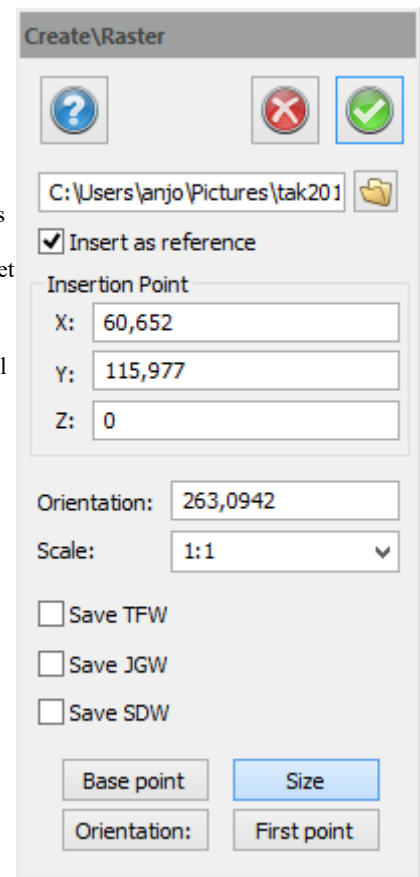 Create\Raster
C:\Users\anjo\Pictures\tak201
s
Insert as reference
et
Insertion Point
X: 60,652
l
Y: 115,977
Z: 0
Orientation: 263,0942
Scale: 1:1
Save TFW
Save JGW
Save SDW
Base point Size
Orientation: First point